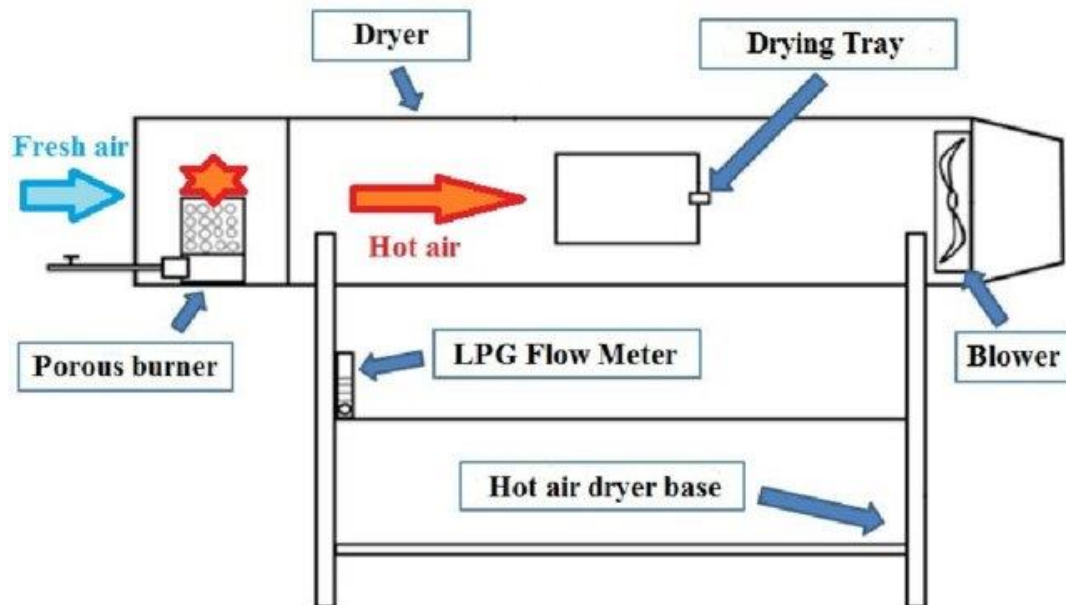 Dryer
Drying Tray
Fresh air
Hot air
Porous burner
LPG Flow Meter
Blower
Hot air dryer base